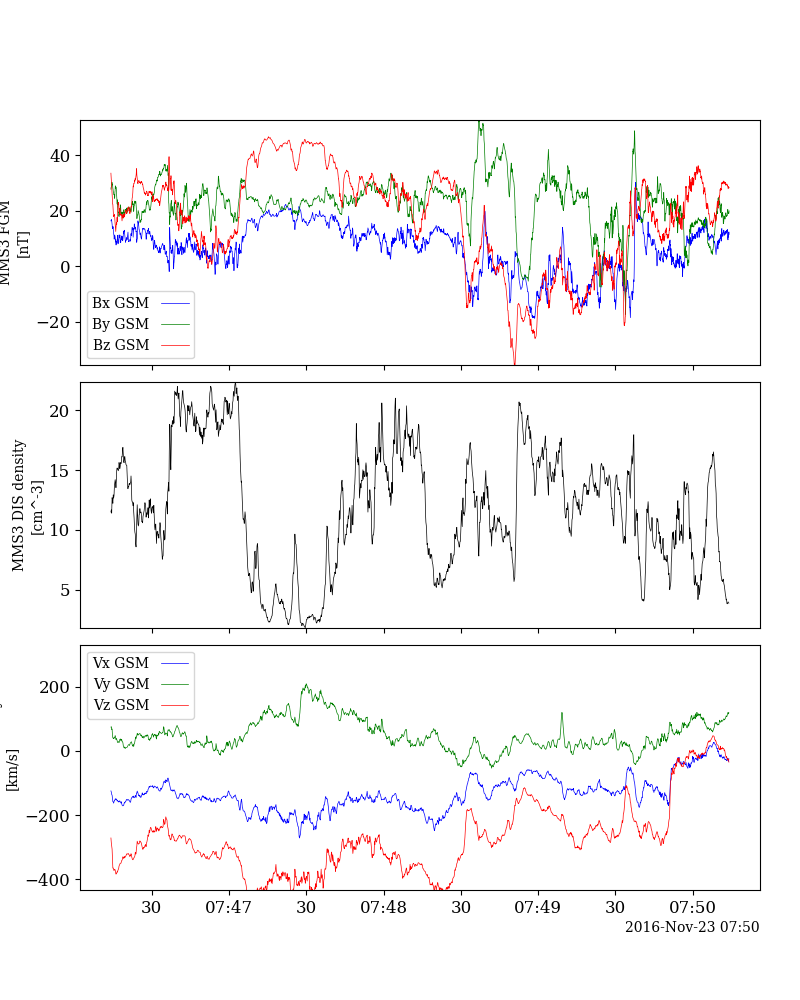 40
20
0
−20
MMS3 FGM
[nT]
Bx GSM
By GSM
Bz GSM
20
15
10
5
MMS3 DIS density
[cm^-3]
200
0
−200
−400
[km/s]
Vx GSM
Vy GSM
Vz GSM
30 07:47 30 07:48 30 07:49 30 07:50
2016-Nov-23 07:50